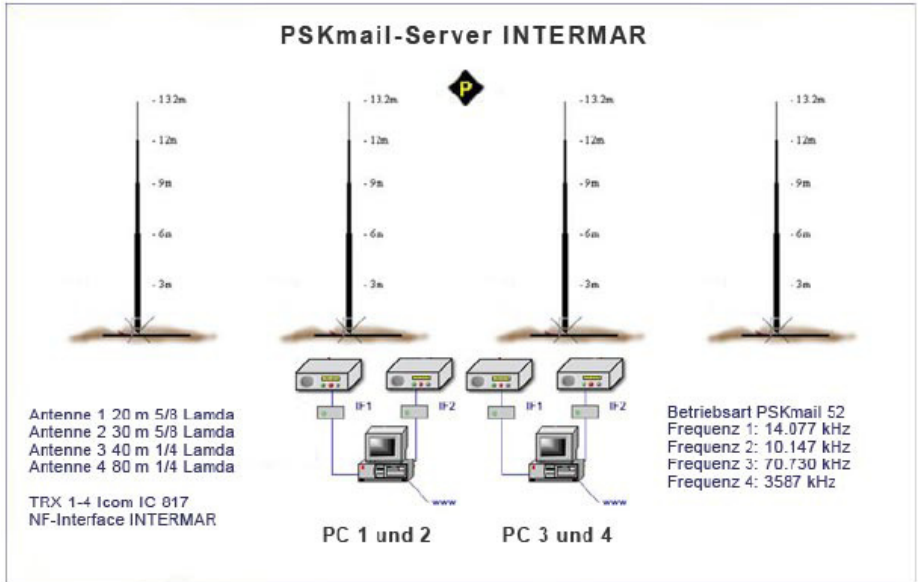 PSKmail-Server INTERMAR
P
- 13.2m
- 12m
- 9m
- 6m
- 3m
- 13.2m
- 12m
- 9m
- 6m
- 3m
- 13.2m
- 12m
- 9m
- 6m
- 3m
- 13.2m
- 12m
- 9m
- 6m
- 3m
Antenne 1 20 m 5/8 Lamda
Antenne 2 30 m 5/8 Lamda
Antenne 3 40 m 1/4 Lamda
Antenne 4 80 m 1/4 Lamda
TRX 1-4 Icom IC 817
NF-Interface INTERMAR
IF1
IF2
www
PC 1 und 2
IF1
IF2
www
PC 3 und 4
Betriebsart PSKmail 52
Frequenz 1: 14.077 kHz
Frequenz 2: 10.147 kHz
Frequenz 3: 70.730 kHz
Frequenz 4: 3587 kHz